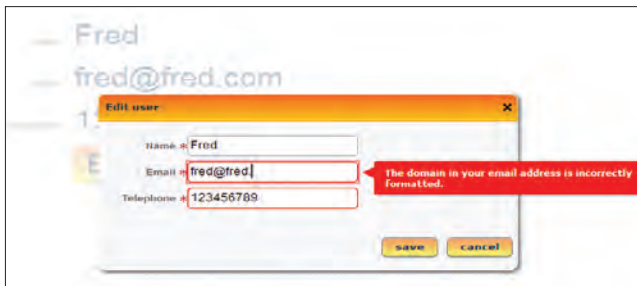 Fred
fred@fred.com
1
E
Edit user
Name * Fred
Email * fred@fred.
The domain in your email address is incorrectly
formatted.
Telephone * 123456789
save cancel